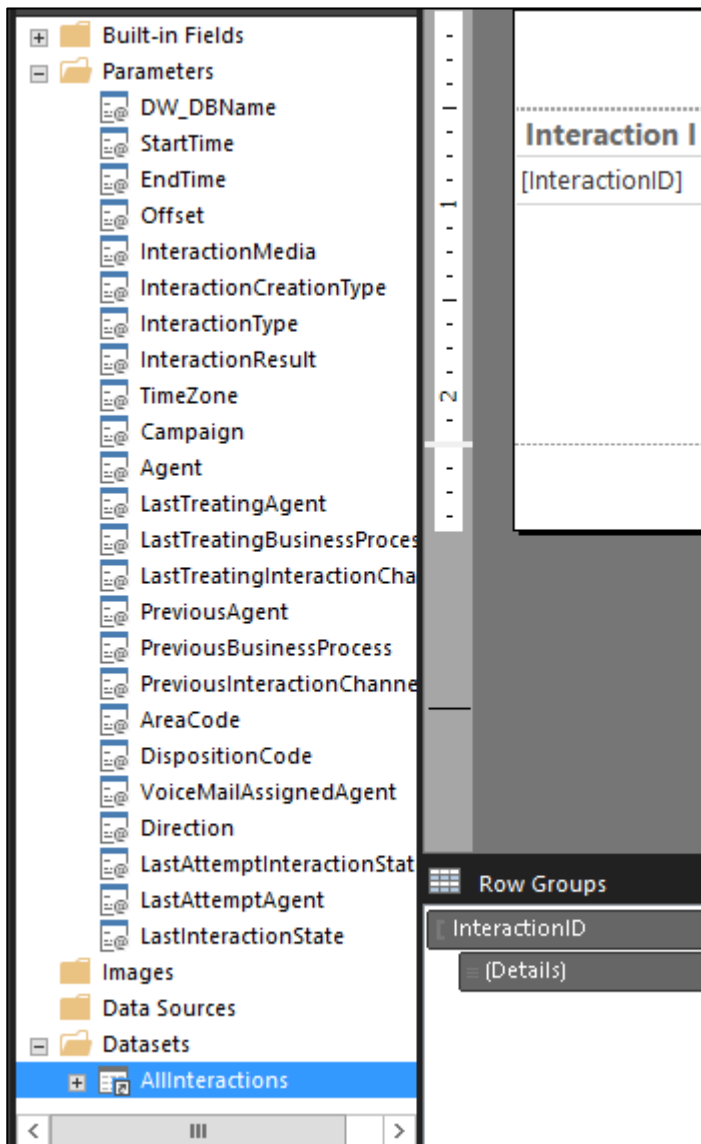 Built-in Fields
Parameters
DW_DBName
StartTime
EndTime
Offset
InteractionMedia
InteractionCreationType
InteractionType
InteractionResult
TimeZone
Campaign
Agent
LastTreatingAgent
LastTreatingBusinessProces
LastTreatingInteractionCha
PreviousAgent
PreviousBusinessProcess
PreviousInteractionChanne
AreaCode
DispositionCode
VoiceMailAssignedAgent
Direction
LastAttemptInteractionStat
LastAttemptAgent
LastInteractionState
Images
Data Sources
Datasets
AllInteractions
1
2
Interaction I
[InteractionID]
Row Groups
InteractionID
(Details)